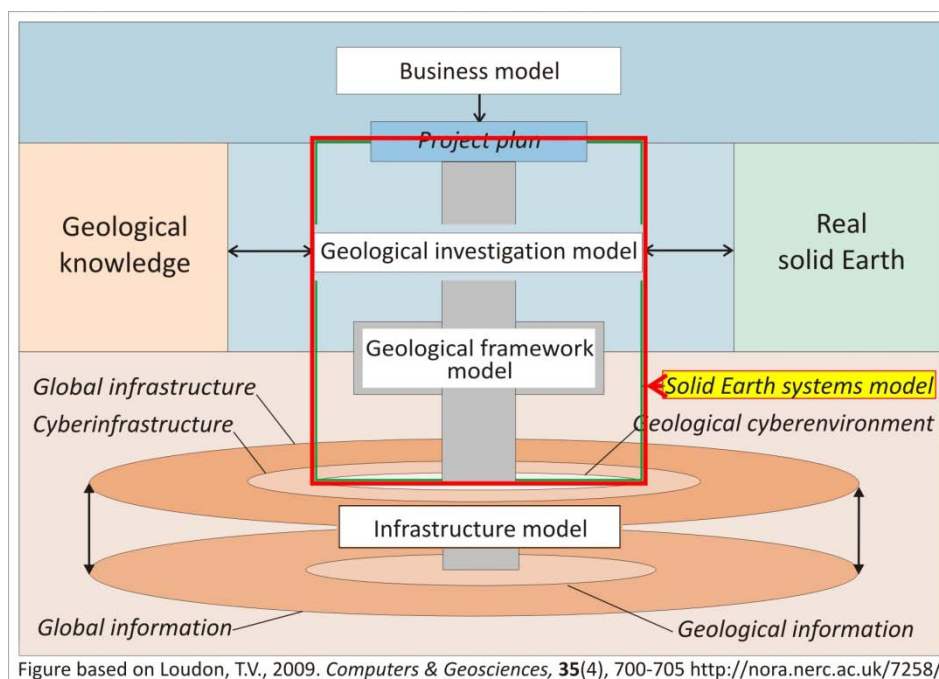 Business model
Project plan
Geological
knowledge
Geological investigation model
Real
solid Earth
Geological framework
model
Global infrastructure
Solid Earth systems model
Cyberinfrastructure
Geological cyberenvironment
Infrastructure model
Global information
Geological information
Figure based on Loudon, T.V., 2009. Computers & Geosciences, 35(4), 700-705 http://nora.nerc.ac.uk/7258/